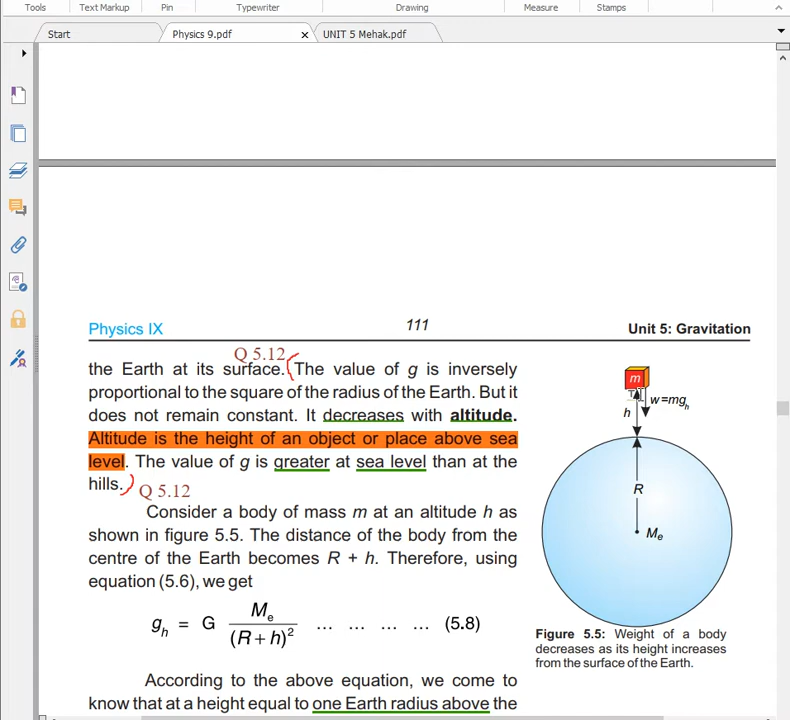 Tools Text Markup Pin Typewriter Drawing Measure Stamps
Start Physics 9.pdf UNIT 5 Mehak.pdf
Physics IX 111 Unit 5: Gravitation
Q 5.12
the Earth at its surface. The value of g is inversely
proportional to the square of the radius of the Earth. But it
does not remain constant. It decreases with altitude.
Altitude is the height of an object or place above sea
level. The value of g is greater at sea level than at the
hills.
Q 5.12
Consider a body of mass m at an altitude h as
shown in figure 5.5. The distance of the body from the
centre of the Earth becomes R + h. Therefore, using
equation (5.6), we get
gₕ = G Mₑ / (R + h)² … … … … (5.8)
According to the above equation, we come to
know that at a height equal to one Earth radius above the
m
w=mgₕ
h
R
Mₑ
Figure 5.5: Weight of a body
decreases as its height increases
from the surface of the Earth.